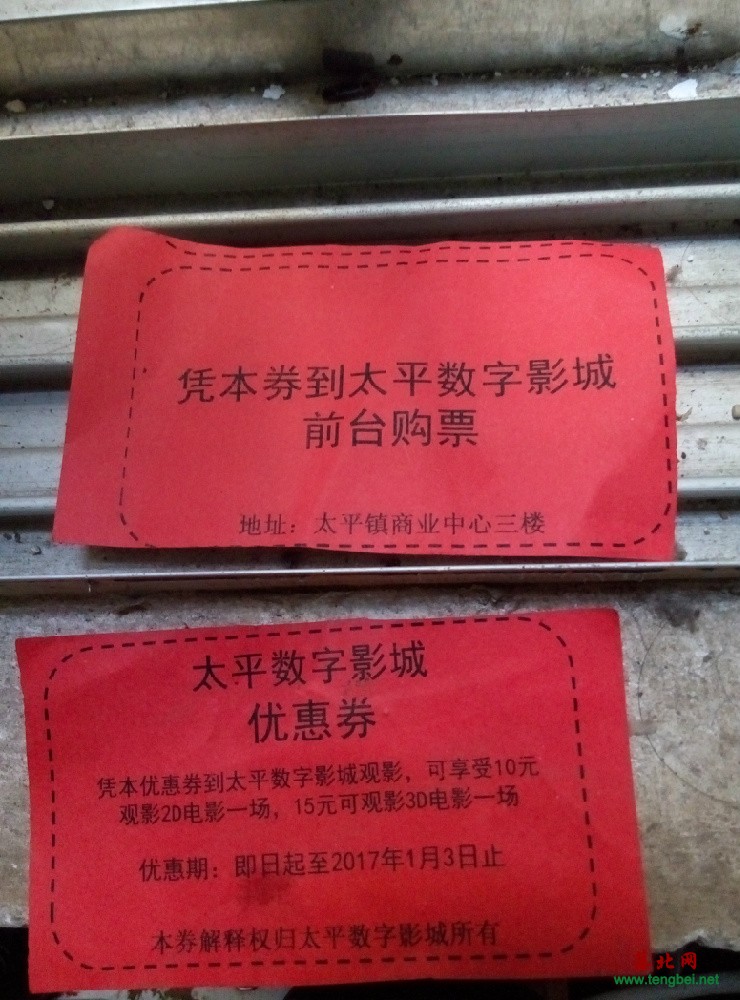 凭本券到太平数字影城
前台购票
地址：太平镇商业中心三楼
太平数字影城
优惠券
凭本优惠券到太平数字影城观影，可享受10元
观影2D电影一场，15元可观影3D电影一场
优惠期：即日起至2017年1月3日止
本券解释权归太平数字影城所有
北网
www.tengbei.net